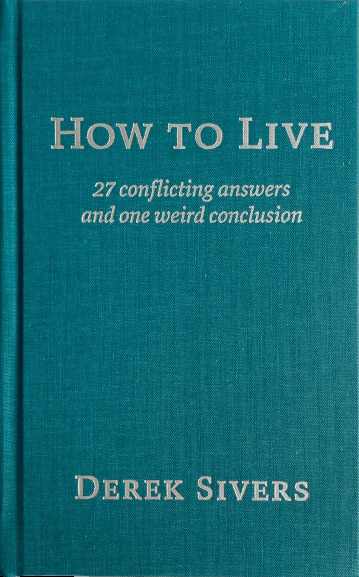 How to Live
27 conflicting answers
and one weird conclusion
Derek Sivers